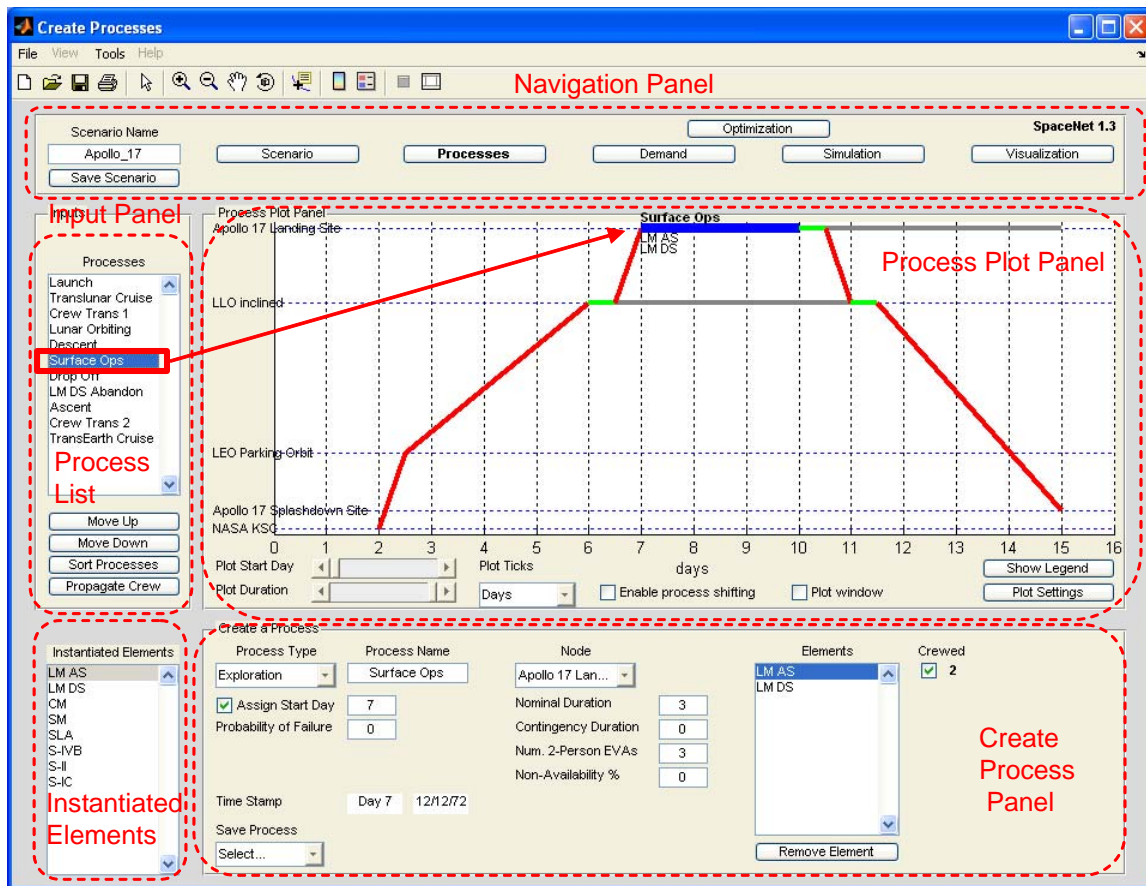 Create Processes
File View Tools Help
Navigation Panel
Scenario Name
Apollo_17
Save Scenario
Scenario
Processes
Optimization
Demand
Simulation
SpaceNet 1.3
Visualization
Inputs
Input Panel
Processes
Launch
Translunar Cruise
Crew Trans 1
Lunar Orbiting
Descent
Surface Ops
Drop Off
LM DS Abandon
Ascent
Crew Trans 2
TransEarth Cruise
Process
List
Move Up
Move Down
Sort Processes
Propagate Crew
Process Plot Panel
Apollo 17 Landing Site
LLO inclined
LEO Parking Orbit
Apollo 17 Splashdown Site
NASA KSC
Surface Ops
LM AS
LM DS
Process Plot Panel
0 1 2 3 4 5 6 7 8 9 10 11 12 13 14 15 16
days
Plot Start Day
Plot Duration
Plot Ticks
Days
Enable process shifting
Plot window
Show Legend
Plot Settings
Instantiated Elements
LM AS
LM DS
CM
SM
SLA
S-IVB
S-II
S-IC
Instantiated
Elements
Create a Process
Process Type
Exploration
Process Name
Surface Ops
Assign Start Day 7
Probability of Failure 0
Time Stamp Day 7 12/12/72
Save Process
Select...
Node
Apollo 17 Lan...
Nominal Duration 3
Contingency Duration 0
Num. 2-Person EVAs 3
Non-Availability % 0
Elements
LM AS
LM DS
Remove Element
Crewed
2
Create
Process
Panel